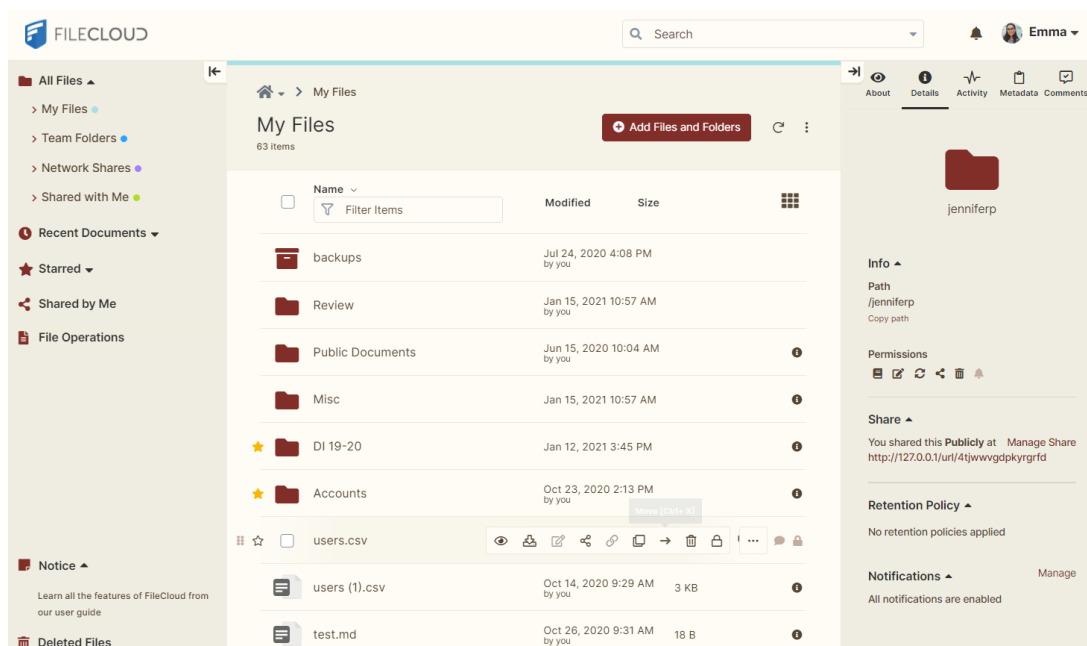 FILECLOUD
Search
Emma
All Files
My Files
Team Folders
Network Shares
Shared with Me
Recent Documents
Starred
Shared by Me
File Operations
Notice
Learn all the features of FileCloud from
our user guide
Deleted Files
My Files
My Files
63 items
Add Files and Folders
Name
Filter Items
Modified
Size
backups
Jul 24, 2020 4:08 PM
by you
Review
Jan 15, 2021 10:57 AM
by you
Public Documents
Jun 15, 2020 10:04 AM
by you
Misc
Jan 15, 2021 10:57 AM
DI 19-20
Jan 12, 2021 3:45 PM
Accounts
Oct 23, 2020 2:13 PM
by you
Move [Ctrl+ X]
users.csv
users (1).csv
Oct 14, 2020 9:29 AM
by you
3 KB
test.md
Oct 26, 2020 9:31 AM
by you
18 B
About
Details
Activity
Metadata
Comments
jenniferp
Info
Path
/jenniferp
Copy path
Permissions
Share
You shared this Publicly at Manage Share
http://127.0.0.1/url/4tjwwvgdpkyrgrfd
Retention Policy
No retention policies applied
Notifications
Manage
All notifications are enabled